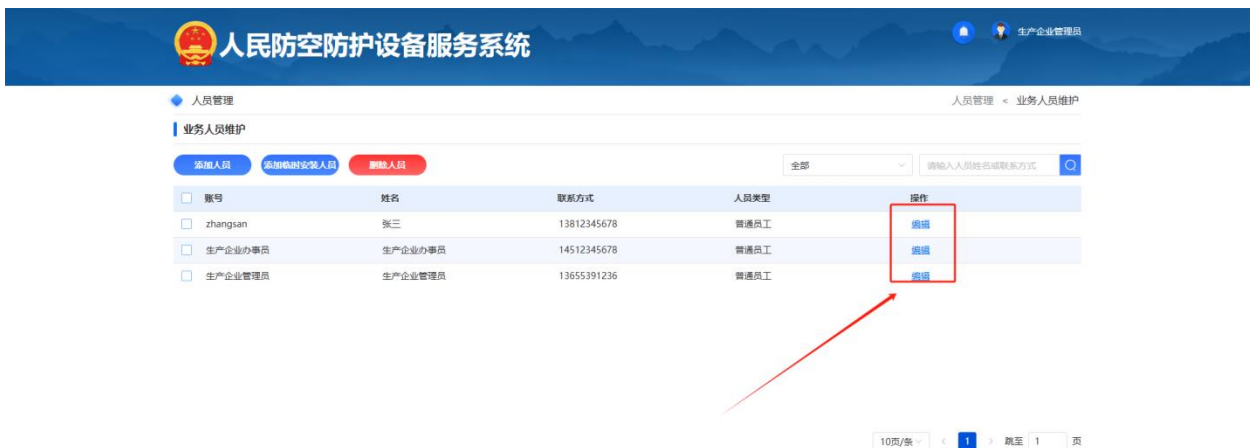 人民防空防护设备服务系统
生产企业管理员
人员管理
人员管理 < 业务人员维护
业务人员维护
添加人员 添加临时安装人员 删除人员 全部 请输入人员姓名或联系方式
账号 姓名 联系方式 人员类型 操作
zhangsan 张三 13812345678 普通员工 编辑
生产企业办事员 生产企业办事员 14512345678 普通员工 编辑
生产企业管理员 生产企业管理员 13655391236 普通员工 编辑
10页/条 < 1 > 跳至 1 页